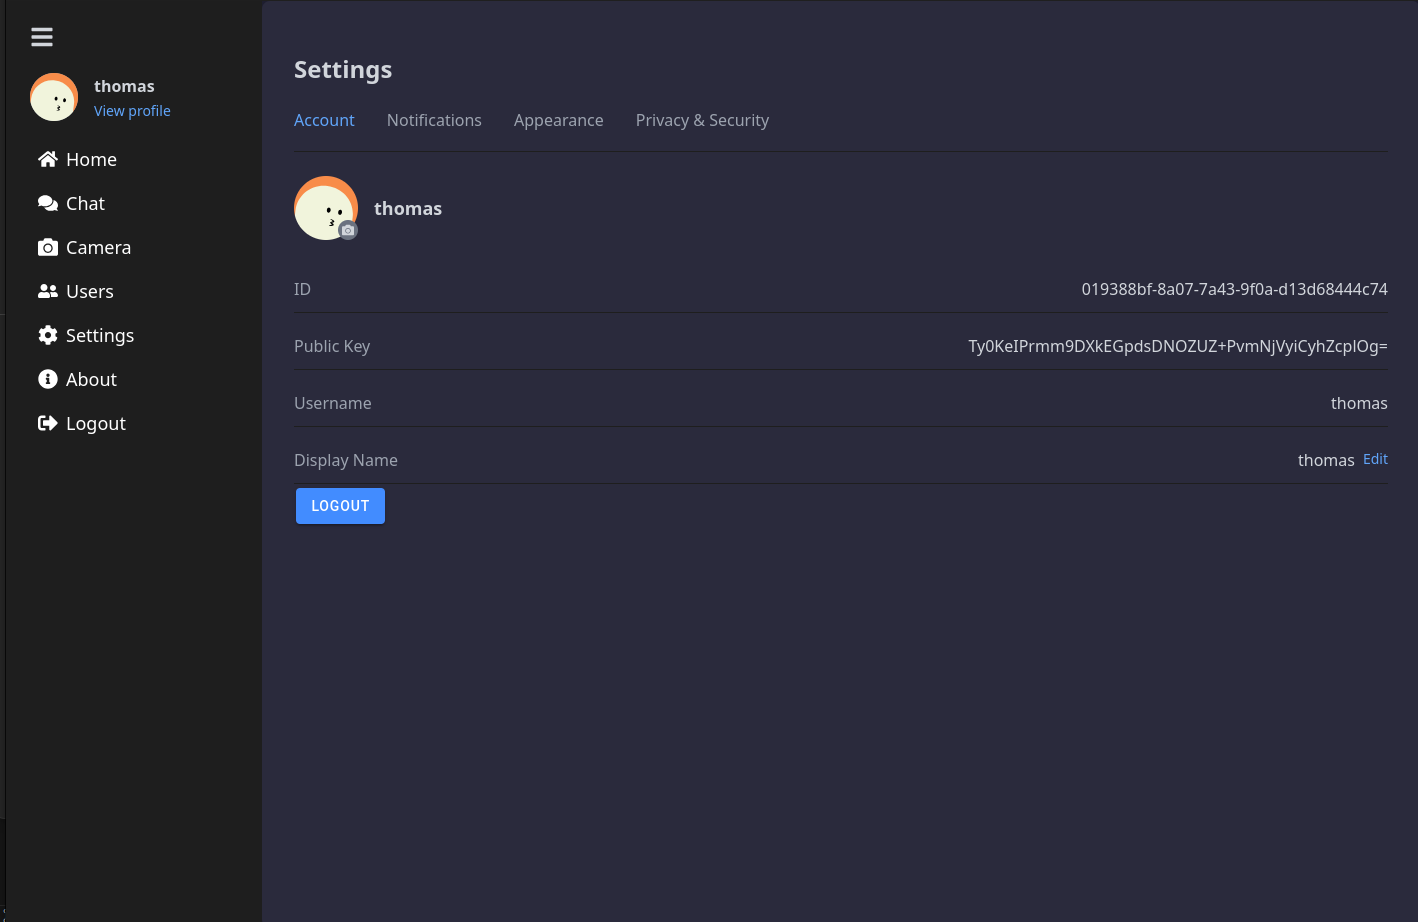 thomas
View profile
Home
Chat
Camera
Users
Settings
About
Logout
Settings
Account Notifications Appearance Privacy & Security
thomas
ID 019388bf-8a07-7a43-9f0a-d13d68444c74
Public Key Ty0KeIPrmm9DXkEGpdsDNOZUZ+PvmNjVyiCyhZcplOg=
Username thomas
Display Name thomas Edit
LOGOUT